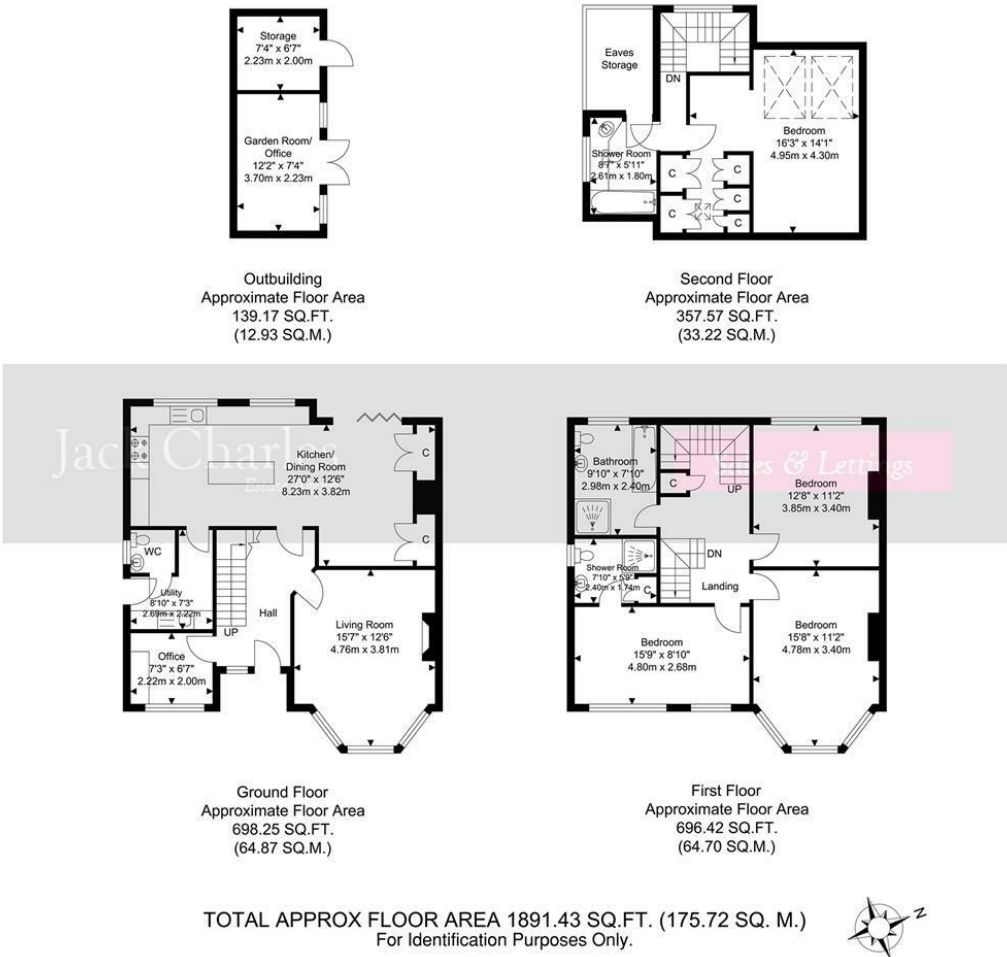 Storage
7'4" x 6'7"
2.23m x 2.00m
Garden Room/
Office
12'2" x 7'4"
3.70m x 2.23m
Outbuilding
Approximate Floor Area
139.17 SQ.FT.
(12.93 SQ.M.)
Eaves
Storage
DN
Shower Room
8'7" x 5'11"
2.61m x 1.80m
Bedroom
16'3" x 14'1"
4.95m x 4.30m
C
C
C
C
C
Second Floor
Approximate Floor Area
357.57 SQ.FT.
(33.22 SQ.M.)
Jack Charles
Kitchen/
Dining Room
27'0" x 12'6"
8.23m x 3.82m
C
C
WC
Utility
8'10" x 7'3"
2.69m x 2.22m
UP
Hall
Office
7'3" x 6'7"
2.22m x 2.00m
Living Room
15'7" x 12'6"
4.76m x 3.81m
Ground Floor
Approximate Floor Area
698.25 SQ.FT.
(64.87 SQ.M.)
Sales & Lettings
Bathroom
9'10" x 7'10"
2.98m x 2.40m
C
UP
Bedroom
12'8" x 11'2"
3.85m x 3.40m
Shower Room
7'10" x 5'9"
2.40m x 1.74m
C
DN
Landing
Bedroom
15'9" x 8'10"
4.80m x 2.68m
Bedroom
15'8" x 11'2"
4.78m x 3.40m
First Floor
Approximate Floor Area
696.42 SQ.FT.
(64.70 SQ.M.)
TOTAL APPROX FLOOR AREA 1891.43 SQ.FT. (175.72 SQ. M.)
For Identification Purposes Only.
N